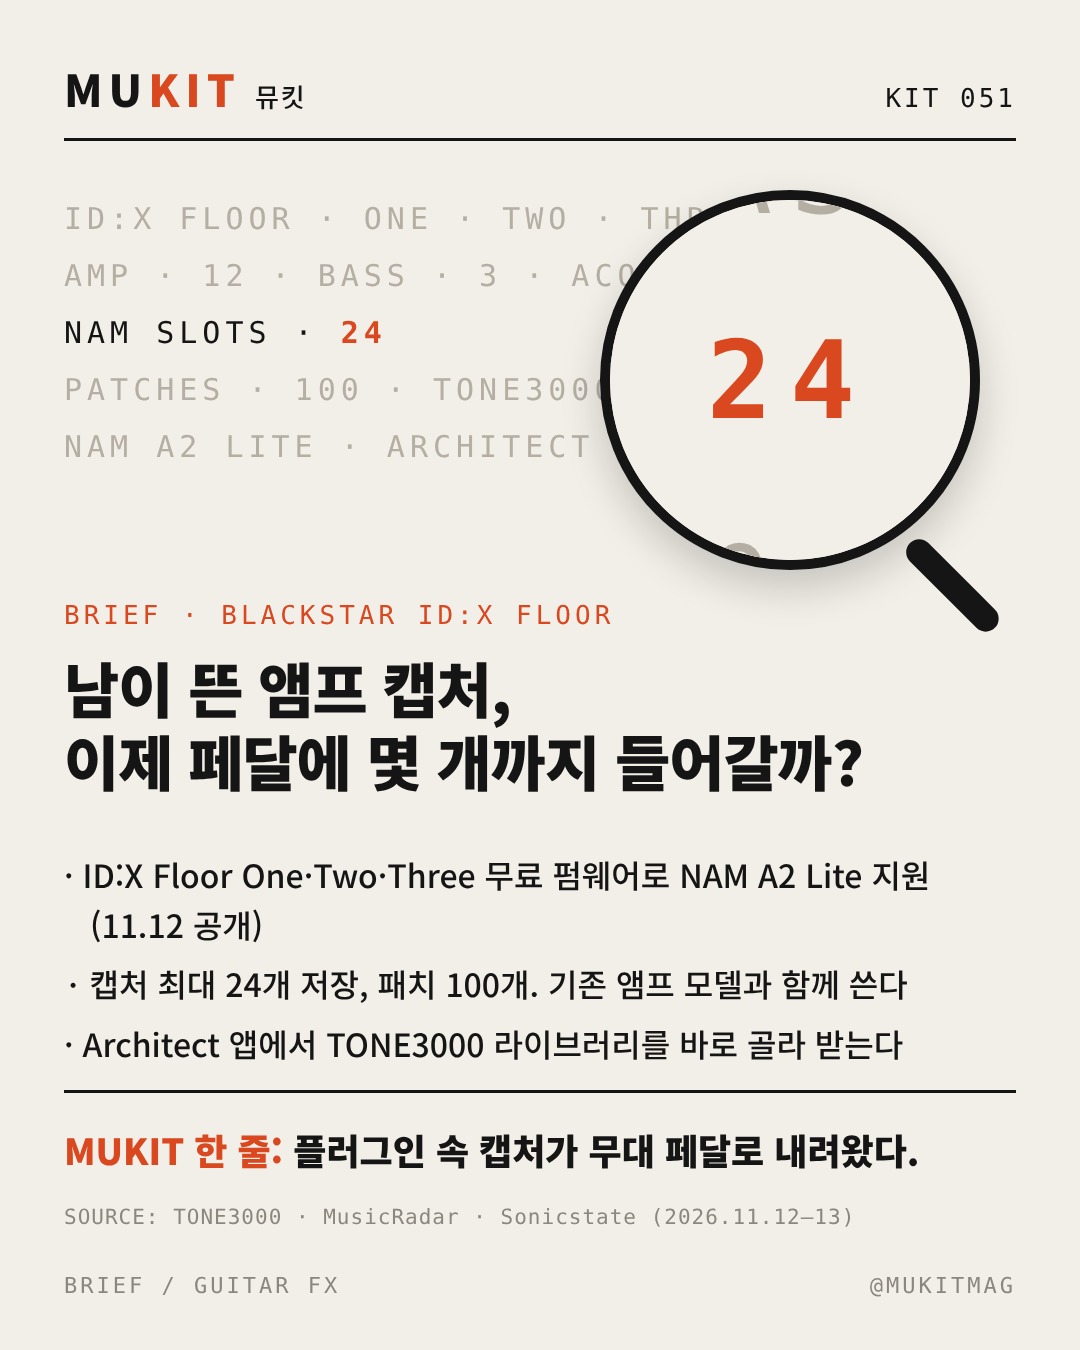 MUKIT 뮤킷
KIT 051
ID:X FLOOR · ONE · TWO ·
AMP · 12 · BASS · 3 ·
NAM SLOTS · 24
PATCHES · 100 · TONE3000
NAM A2 LITE · ARCHITECT
24
BRIEF · BLACKSTAR ID:X FLOOR
남이 뜬 앰프 캡처,
이제 페달에 몇 개까지 들어갈까?
· ID:X Floor One·Two·Three 무료 펌웨어로 NAM A2 Lite 지원
(11.12 공개)
· 캡처 최대 24개 저장, 패치 100개. 기존 앰프 모델과 함께 쓴다
· Architect 앱에서 TONE3000 라이브러리를 바로 골라 받는다
MUKIT 한 줄: 플러그인 속 캡처가 무대 페달로 내려왔다.
SOURCE: TONE3000 · MusicRadar · Sonicstate (2026.11.12–13)
BRIEF / GUITAR FX
@MUKITMAG